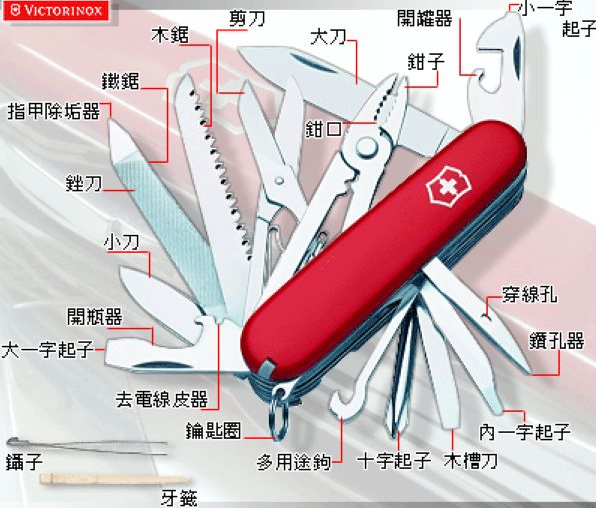 VICTORINOX
剪刀
木鋸
大刀
開罐器
小一字
起子
鉗子
鐵鋸
指甲除垢器
鉗口
銼刀
小刀
穿線孔
開瓶器
鑽孔器
大一字起子
去電線皮器
鑰匙圈
內一字起子
多用途鉤
十字起子
木槽刀
鑷子
牙籤